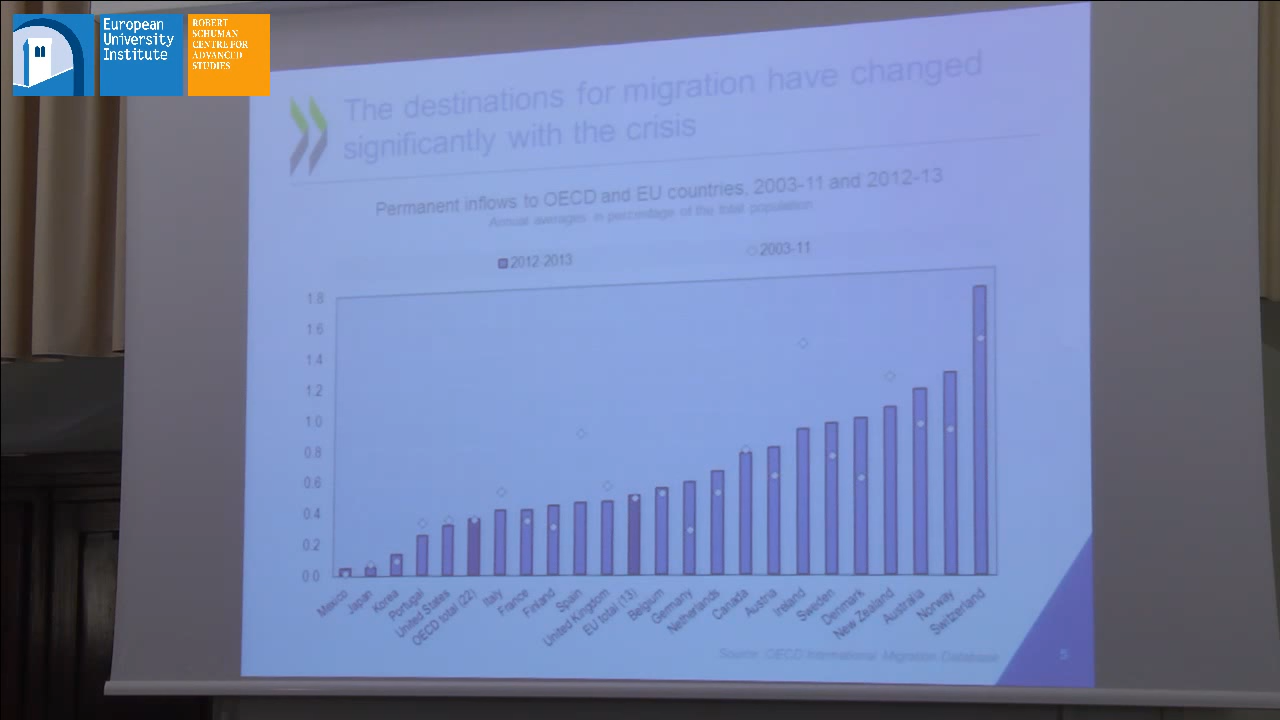 European
University
Institute
ROBERT
SCHUMAN
CENTRE FOR
ADVANCED
STUDIES
The destinations for migration have changed
significantly with the crisis
Permanent inflows to OECD and EU countries, 2003-11 and 2012-13
Annual averages in percentage of the total population
2012-2013
2003-11
1.8
1.6
1.4
1.2
1.0
0.8
0.6
0.4
0.2
0.0
Mexico
Japan
Korea
Portugal
United States
OECD total (22)
Italy
France
Finland
Spain
United Kingdom
EU total (13)
Belgium
Germany
Netherlands
Canada
Austria
Ireland
Sweden
Denmark
New Zealand
Australia
Norway
Switzerland
Source: OECD International Migration Database
5